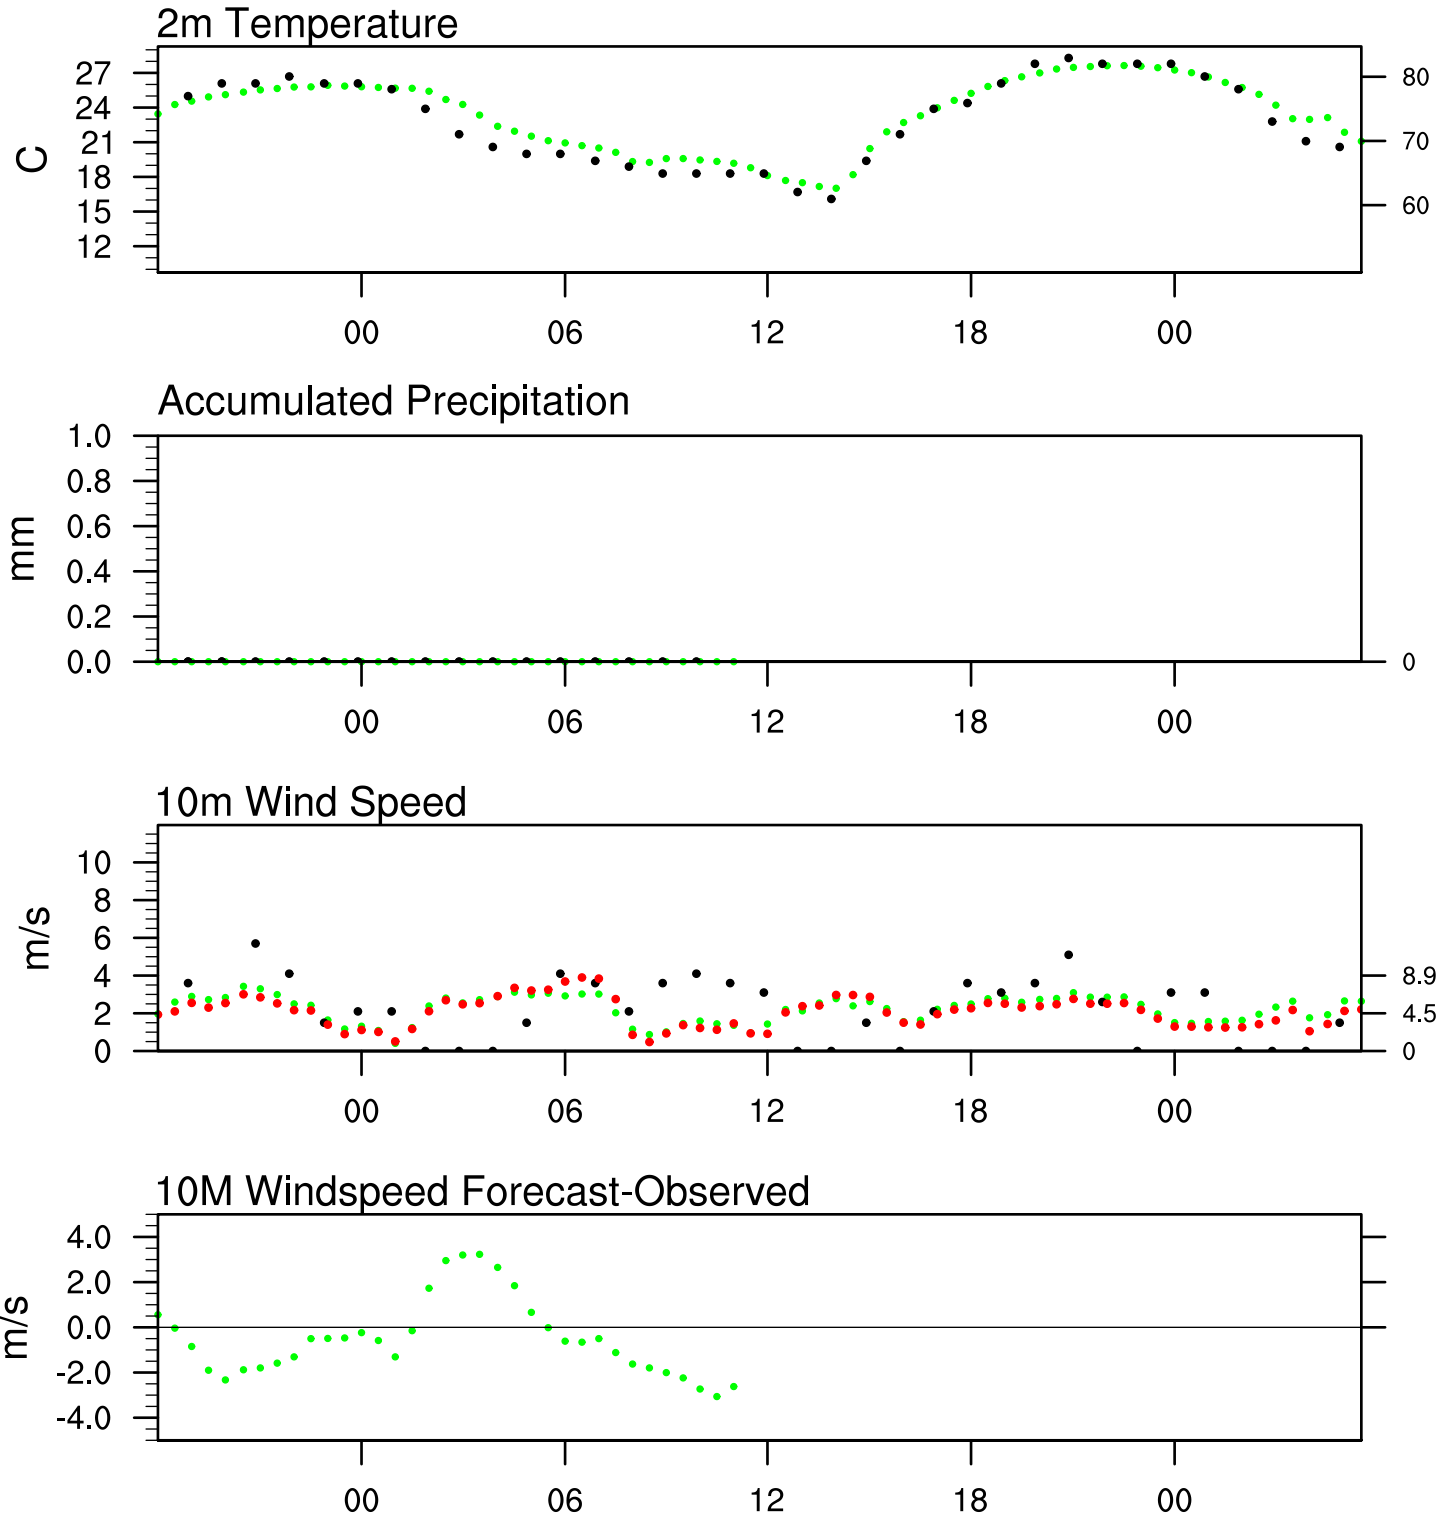 2m Temperature
27
24
21
18
15
12
C
80
70
60
00 06 12 18 00
Accumulated Precipitation
1.0
0.8
0.6
0.4
0.2
0.0
mm
0
00 06 12 18 00
10m Wind Speed
10
8
6
4
2
0
m/s
8.9
4.5
0
00 06 12 18 00
10M Windspeed Forecast-Observed
4.0
2.0
0.0
-2.0
-4.0
m/s
00 06 12 18 00